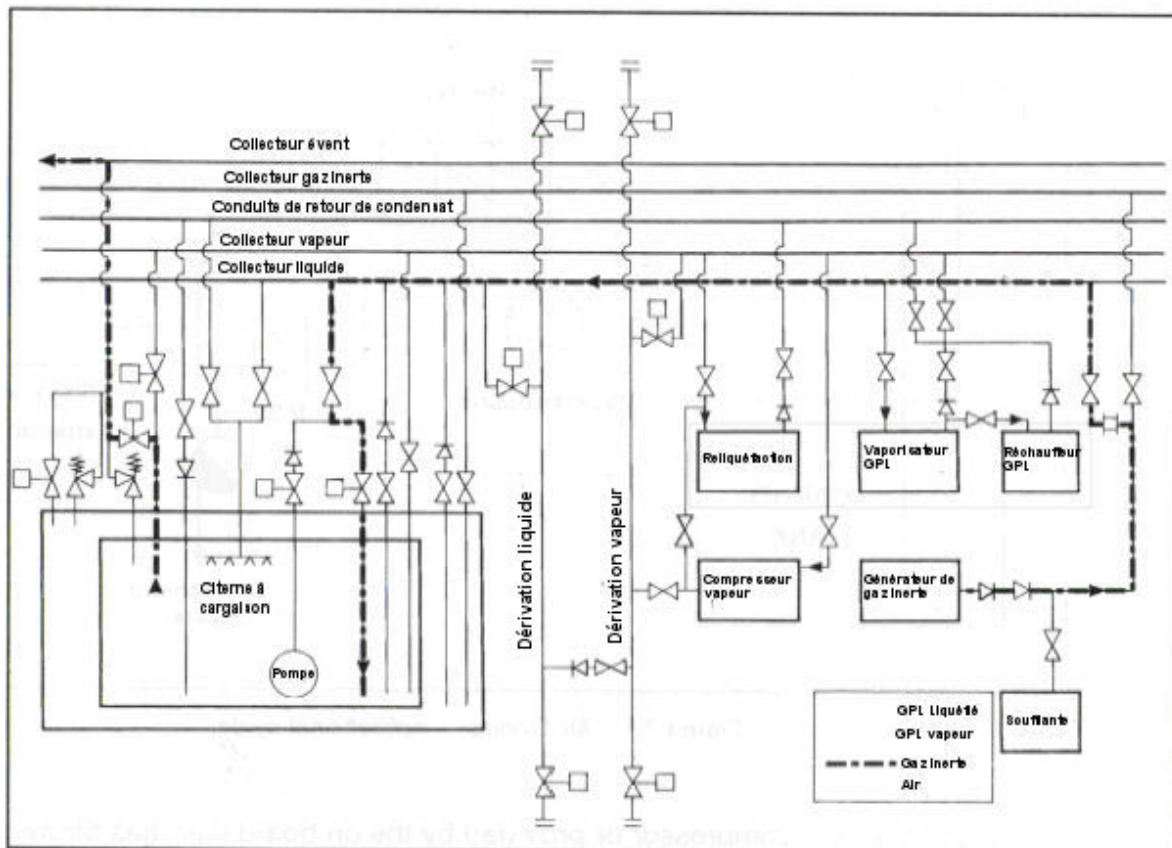 Collecteur évent
Collecteur gaz inerte
Conduite de retour de condensat
Collecteur vapeur
Collecteur liquide
Reliquéfaction
Vaporisateur
GPL
Réchauffeur
GPL
Dérivation liquide
Dérivation vapeur
Citerne à
cargaison
Compresseur
vapeur
Générateur de
gaz inerte
Pompe
GPL liquéfié
GPL vapeur
Gaz inerte
Air
Soufflante